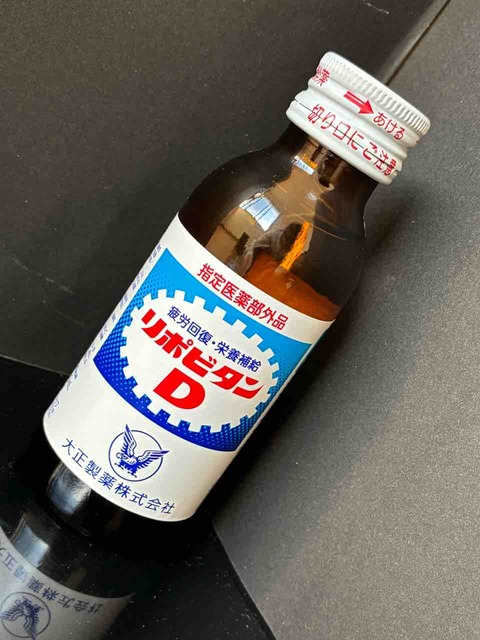 あける
切り口にご注意
指定医薬部外品
疲労回復・栄養補給
リポビタン
D
大正製薬株式会社